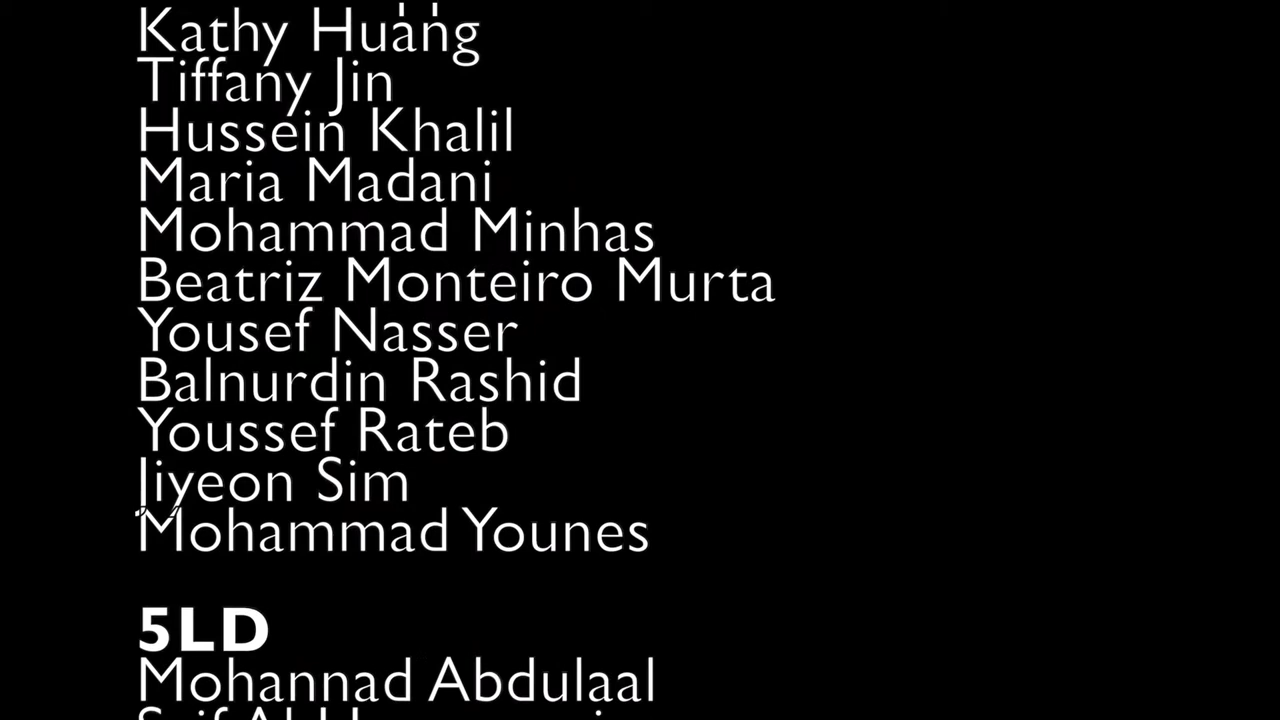 Kathy Huang
Tiffany Jin
Hussein Khalil
Maria Madani
Mohammad Minhas
Beatriz Monteiro Murta
Yousef Nasser
Balnurdin Rashid
Youssef Rateb
Jiyeon Sim
Mohammad Younes
5LD
Mohannad Abdulaal